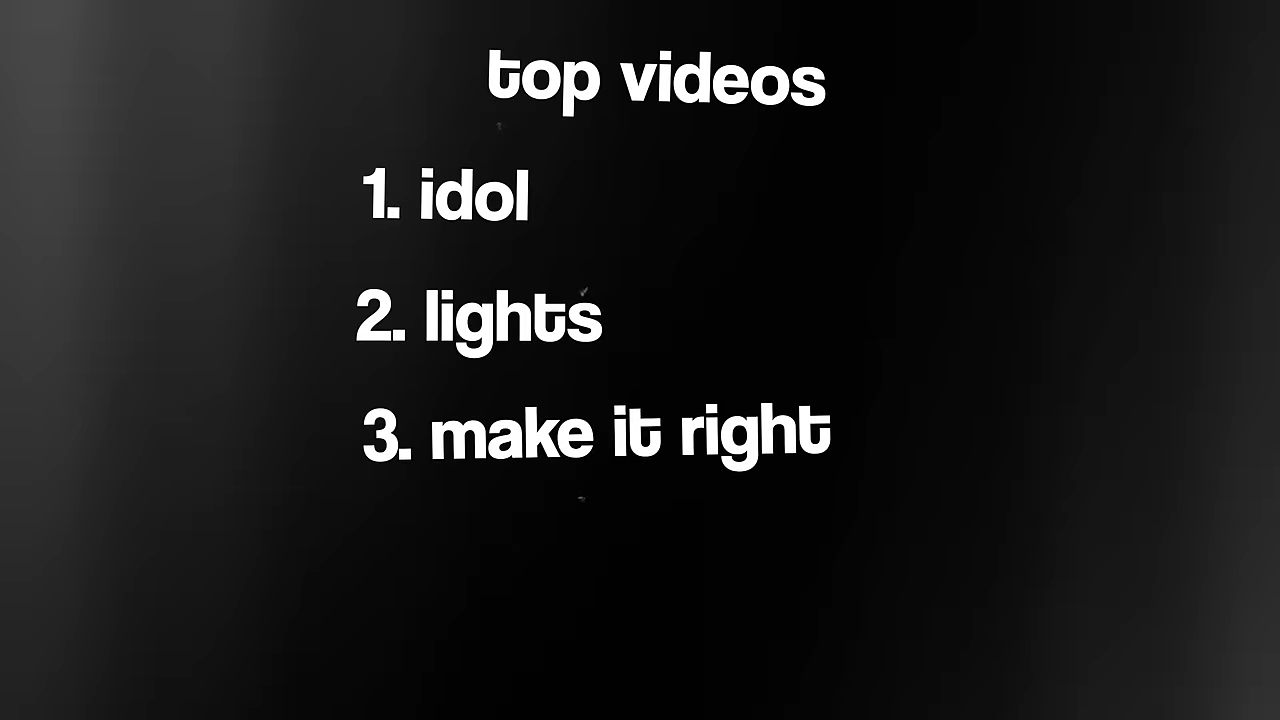 top videos
1. idol
2. lights
3. make it right